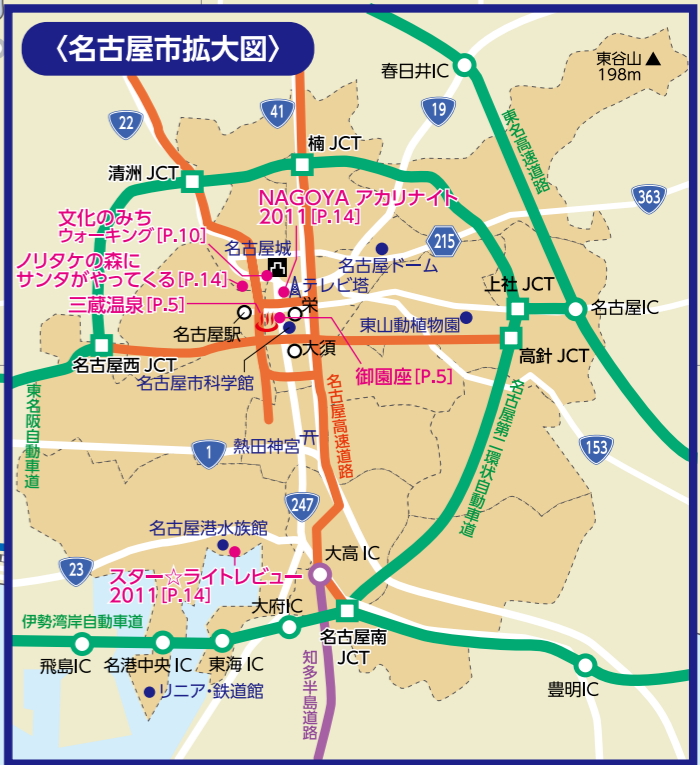 〈名古屋市拡大図〉
東谷山▲
198m
春日井IC
22
41
19
楠 JCT
東名高速道路
清洲 JCT
363
NAGOYA アカリナイト
2011[P.14]
文化のみち
ウォーキング[P.10]
215
名古屋城
ノリタケの森に
サンタがやってくる[P.14]
名古屋ドーム
テレビ塔
上社 JCT
三蔵温泉[P.5]
栄
名古屋IC
東山動植物園
名古屋駅
大須
高針 JCT
名古屋西 JCT
名古屋市科学館
御園座[P.5]
東名阪自動車道
名古屋高速道路
名古屋第二環状自動車道
1
熱田神宮
153
247
名古屋港水族館
23
大高 IC
スター☆ライトレビュー
2011[P.14]
大府IC
伊勢湾岸自動車道
名古屋南
JCT
飛島IC
名港中央 IC
東海 IC
知多半島道路
リニア・鉄道館
豊明IC